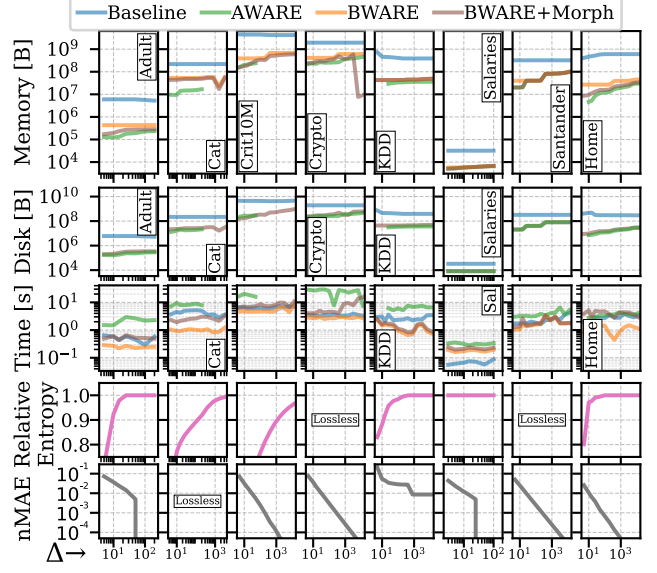 Baseline AWARE BWARE BWARE+Morph
Memory [B]
10⁹
10⁸
10⁷
10⁶
10⁵
10⁴
Adult
Cat
Crit10M
Crypto
KDD
Salaries
Santander
Home
Disk [B]
10¹⁰
10⁸
10⁶
10⁴
Adult
Cat
Crypto
KDD
Salaries
Time [s]
10¹
10⁰
10⁻¹
Cat
KDD
Sal
Home
Relative
Entropy
1.0
0.9
0.8
Lossless
Lossless
nMAE
10⁻¹
10⁻²
10⁻³
10⁻⁴
Lossless
Δ→
10¹ 10² 10¹ 10³ 10¹ 10³ 10¹ 10³ 10¹ 10³ 10¹ 10² 10¹ 10³ 10¹ 10³